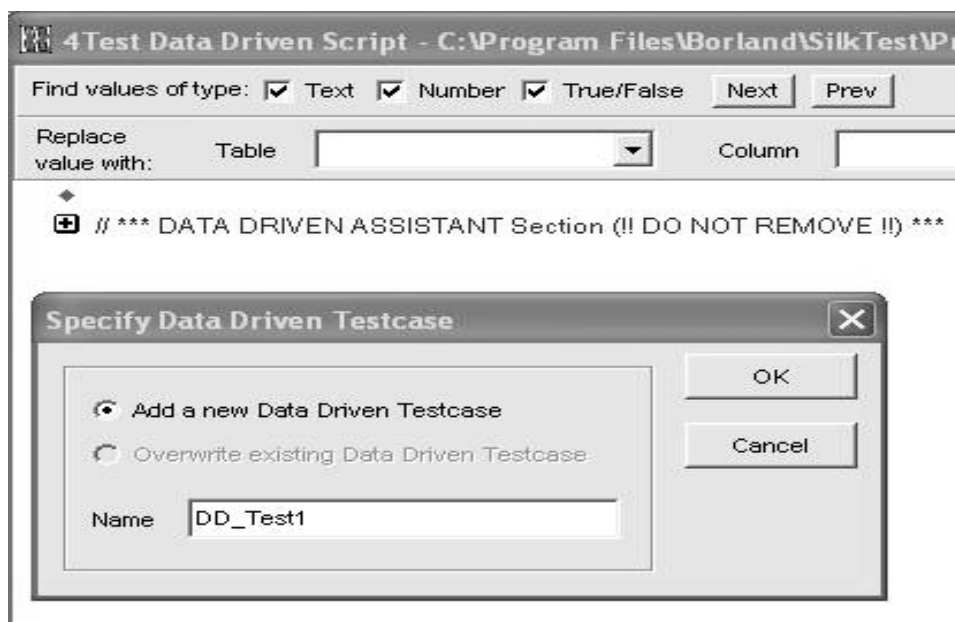 4Test Data Driven Script - C:\Program Files\Borland\SilkTest\Pr
Find values of type: Text Number True/False Next Prev
Replace value with: Table Column
// *** DATA DRIVEN ASSISTANT Section (!! DO NOT REMOVE !!) ***
Specify Data Driven Testcase
Add a new Data Driven Testcase
OK
Overwrite existing Data Driven Testcase
Cancel
Name DD_Test1